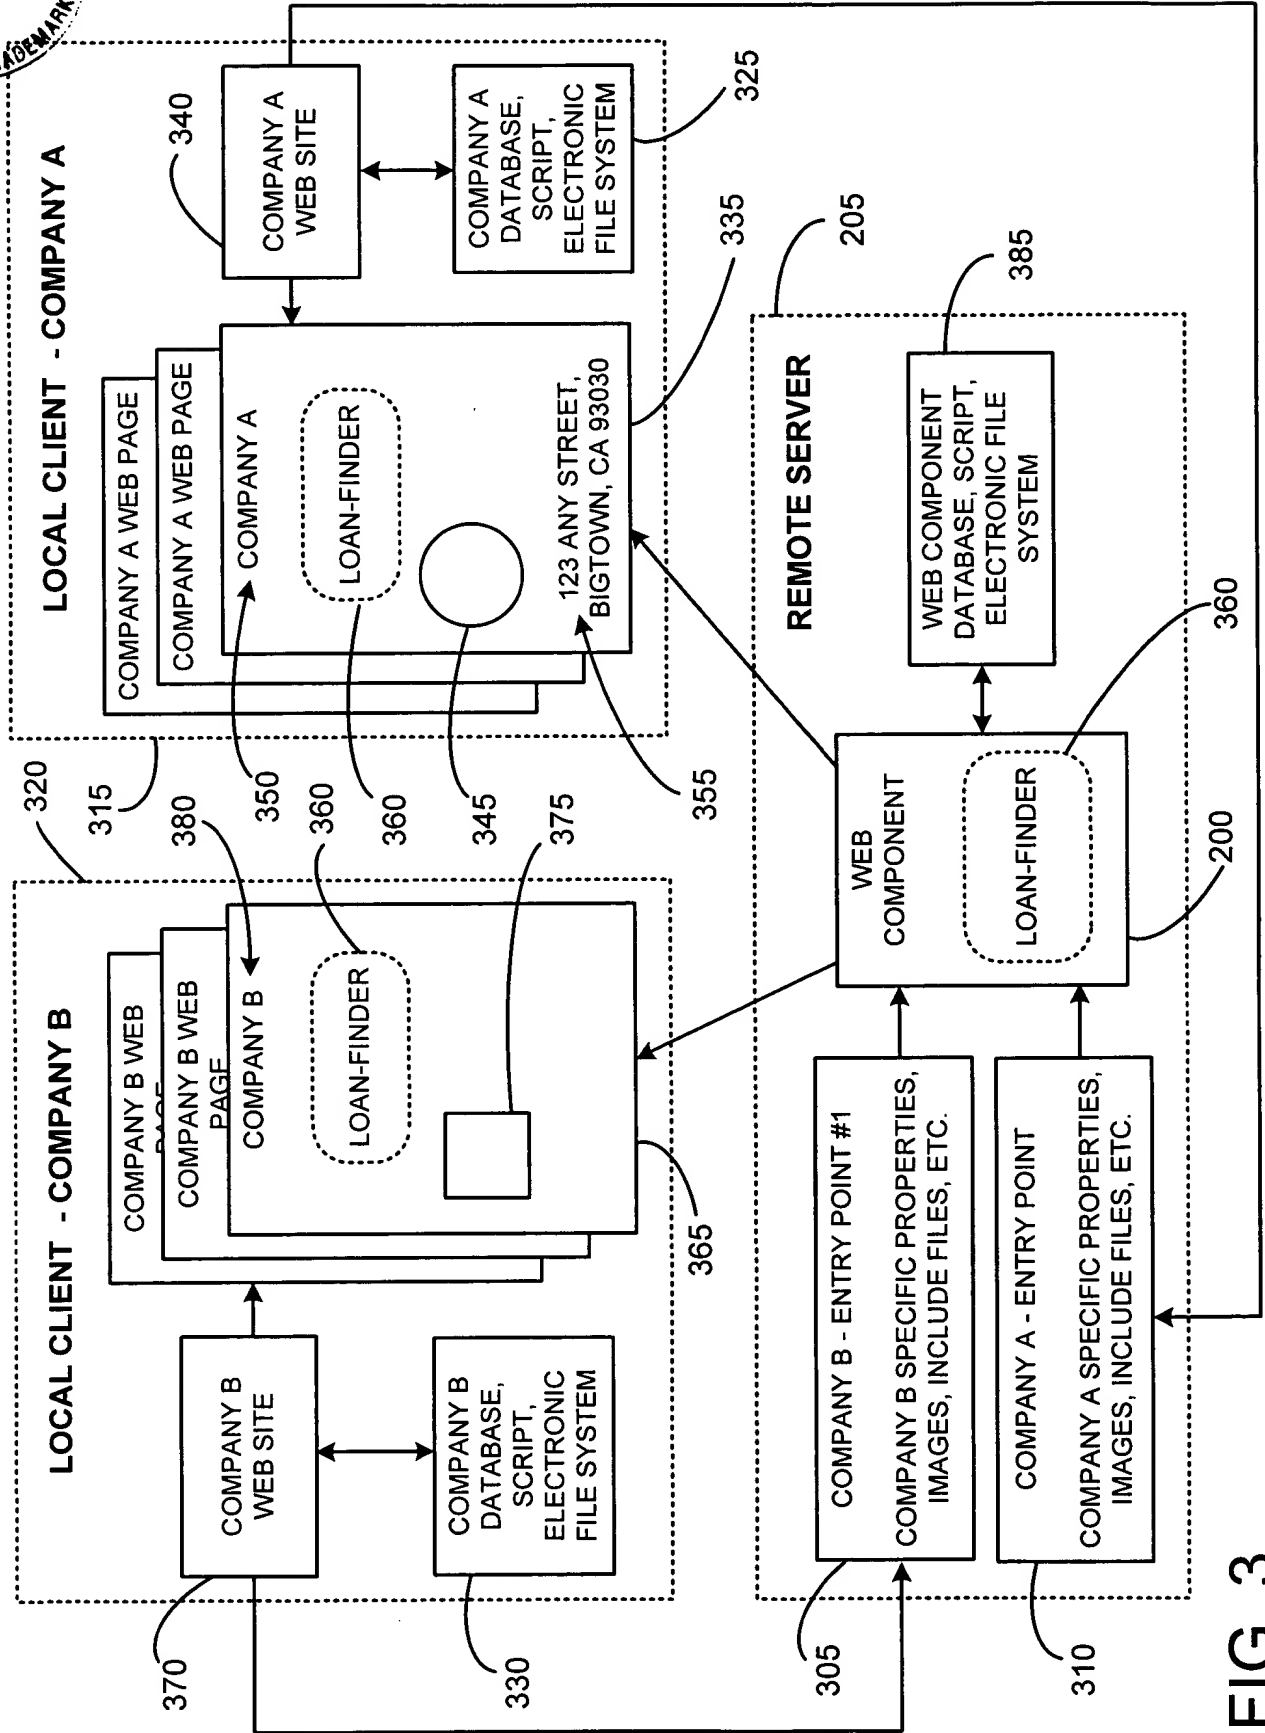 LOCAL CLIENT - COMPANY B
320
COMPANY B WEB
COMPANY B WEB
PAGE
COMPANY B
LOAN-FINDER
380
360
375
365
370
COMPANY B
WEB SITE
COMPANY B
DATABASE,
SCRIPT,
ELECTRONIC
FILE SYSTEM
330
LOCAL CLIENT - COMPANY A
315
COMPANY A WEB PAGE
COMPANY A WEB PAGE
COMPANY A
LOAN-FINDER
123 ANY STREET,
BIGTOWN, CA 93030
350
360
345
355
335
340
COMPANY A
WEB SITE
COMPANY A
DATABASE,
SCRIPT,
ELECTRONIC
FILE SYSTEM
325
REMOTE SERVER
205
COMPANY B - ENTRY POINT #1
COMPANY B SPECIFIC PROPERTIES,
IMAGES, INCLUDE FILES, ETC.
305
COMPANY A - ENTRY POINT
COMPANY A SPECIFIC PROPERTIES,
IMAGES, INCLUDE FILES, ETC.
310
WEB
COMPONENT
LOAN-FINDER
200
360
WEB COMPONENT
DATABASE, SCRIPT,
ELECTRONIC FILE
SYSTEM
385
FIG. 3